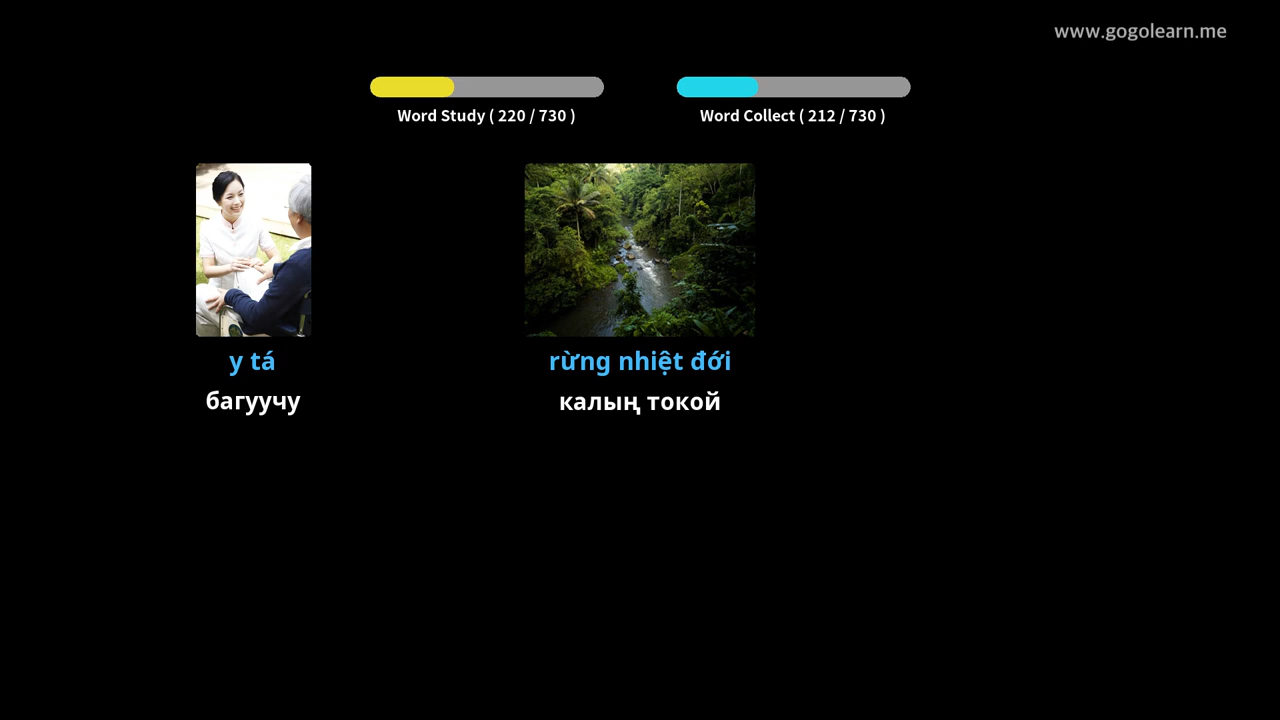 www.gogolearn.me
Word Study ( 220 / 730 )
Word Collect ( 212 / 730 )
y tá
rừng nhiệt đới
багуучу
калың токой